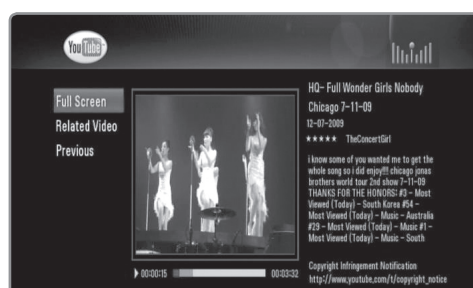 YouTube
Full Screen
Related Video
Previous
HQ- Full Wonder Girls Nobody
Chicago 7-11-09
12-07-2009
★★★★★ TheConcertGirl
i know some of you wanted me to get the
whole song so i did enjoy!!! chicago jonas
brothers world tour 2nd show 7-11-09
THANKS FOR THE HONORS: #3 - Most
Viewed (Today) - South Korea #54 -
Most Viewed (Today) - Music - Australia
#29 - Most Viewed (Today) - Music #1 -
Most Viewed (Today) - Music - South
Copyright Infringement Notification:
http://www.youtube.com/t/copyright_notice
00:00:15 00:03:32